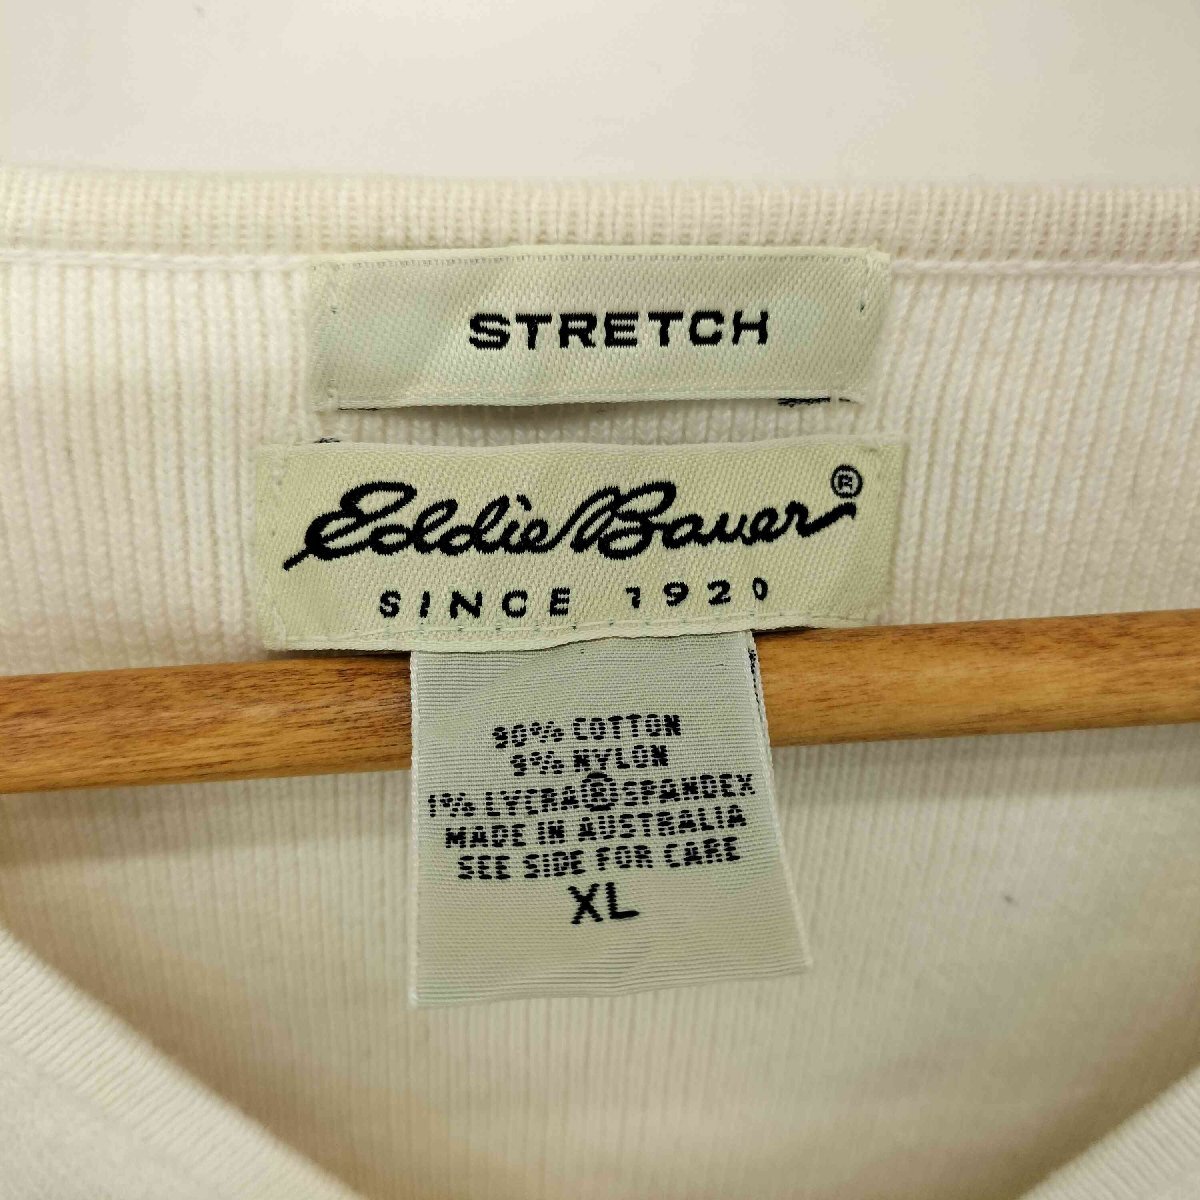 STRETCH
Eddie Bauer®
SINCE 1920
90% COTTON
9% NYLON
1% LYCRA® SPANDEX
MADE IN AUSTRALIA
SEE SIDE FOR CARE
XL